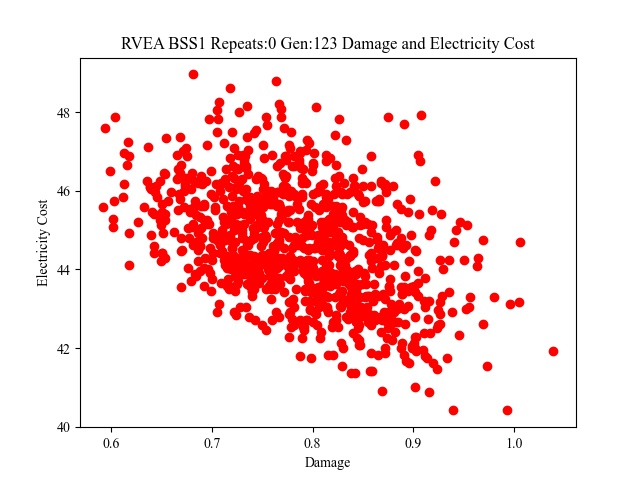 RVEA BSS1 Repeats:0 Gen:123 Damage and Electricity Cost
48
46
44
42
40
Electricity Cost
0.6 0.7 0.8 0.9 1.0
Damage